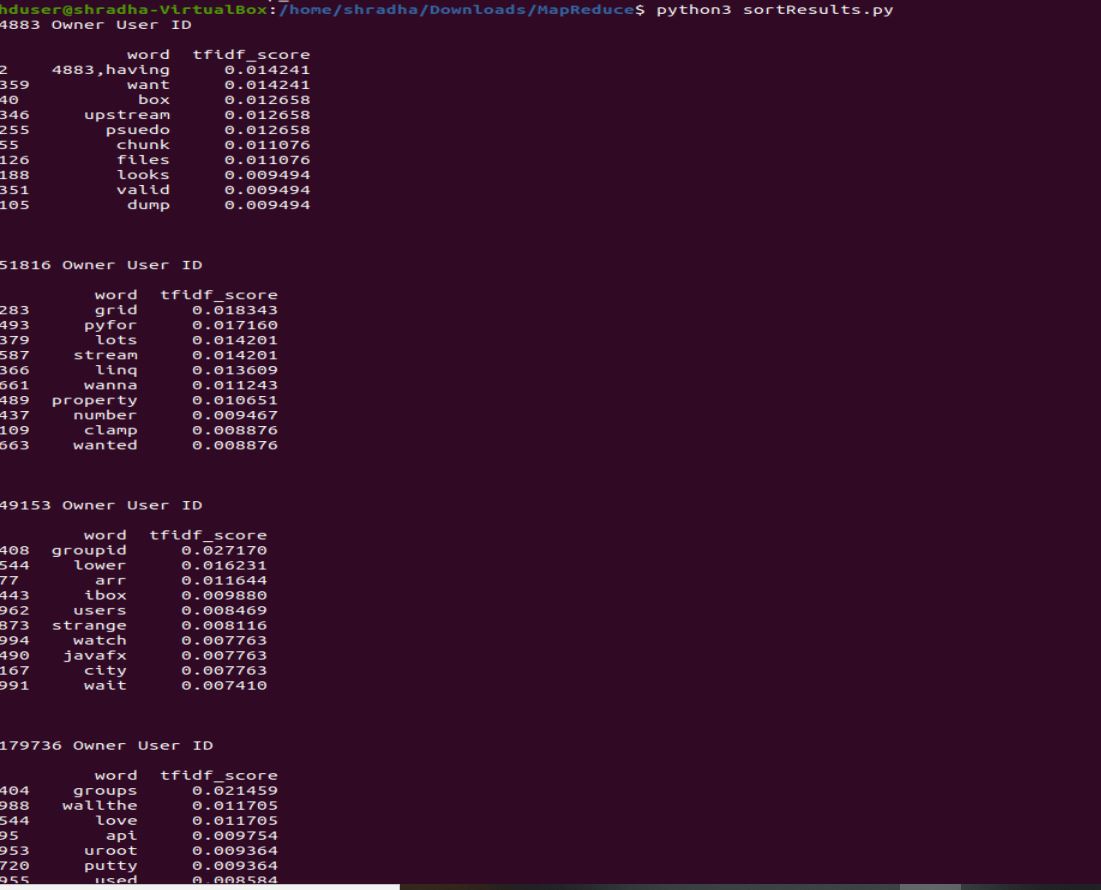 hduser@shradha-VirtualBox:/home/shradha/Downloads/MapReduce$ python3 sortResults.py
4883 Owner User ID
word tfidf_score
2 4883,having 0.014241
359 want 0.014241
40 box 0.012658
346 upstream 0.012658
255 psuedo 0.012658
55 chunk 0.011076
126 files 0.011076
188 looks 0.009494
351 valid 0.009494
105 dump 0.009494
51816 Owner User ID
word tfidf_score
283 grid 0.018343
493 pyfor 0.017160
379 lots 0.014201
587 stream 0.014201
366 linq 0.013609
661 wanna 0.011243
489 property 0.010651
437 number 0.009467
109 clamp 0.008876
663 wanted 0.008876
49153 Owner User ID
word tfidf_score
408 groupid 0.027170
544 lower 0.016231
77 arr 0.011644
443 ibox 0.009880
962 users 0.008469
873 strange 0.008116
994 watch 0.007763
490 javafx 0.007763
167 city 0.007763
991 wait 0.007410
179736 Owner User ID
word tfidf_score
404 groups 0.021459
988 wallthe 0.011705
544 love 0.011705
95 api 0.009754
953 uroot 0.009364
720 putty 0.009364
955 used 0.008584